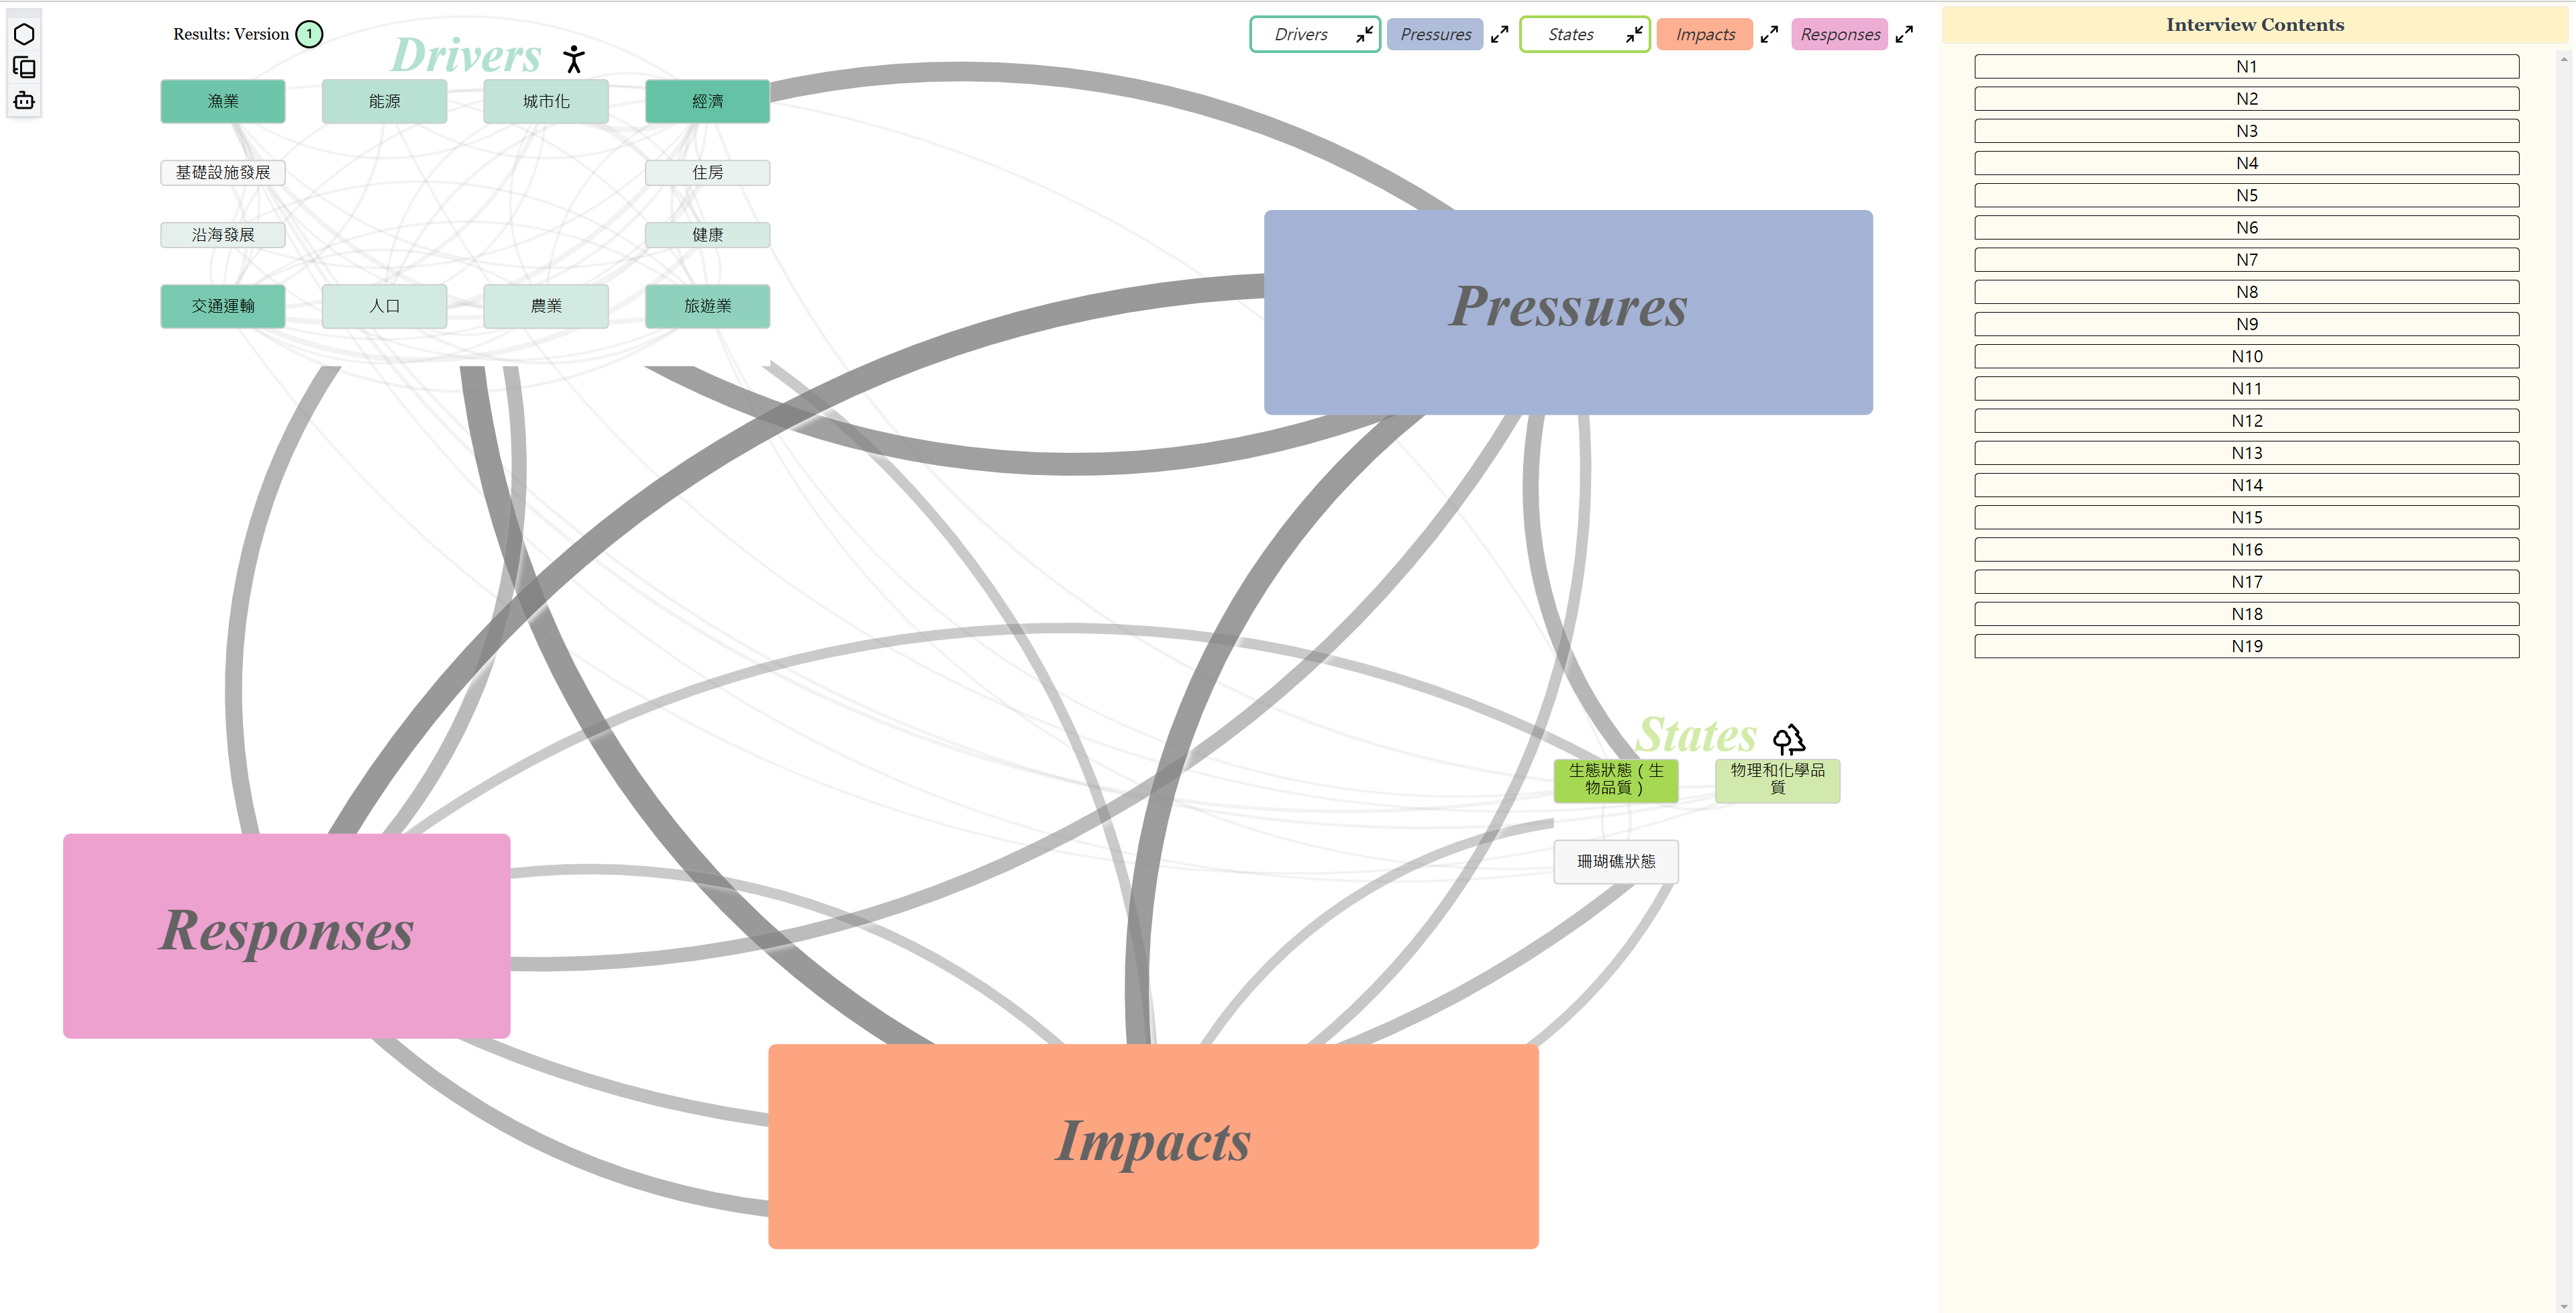 Results: Version 1
Drivers
Drivers
Pressures
States
Impacts
Responses
漁業
能源
城市化
經濟
基礎設施發展
住房
沿海發展
健康
交通運輸
人口
農業
旅遊業
Pressures
States
生態狀態（生
物品質）
物理和化學品
質
珊瑚礁狀態
Responses
Impacts
Interview Contents
N1
N2
N3
N4
N5
N6
N7
N8
N9
N10
N11
N12
N13
N14
N15
N16
N17
N18
N19